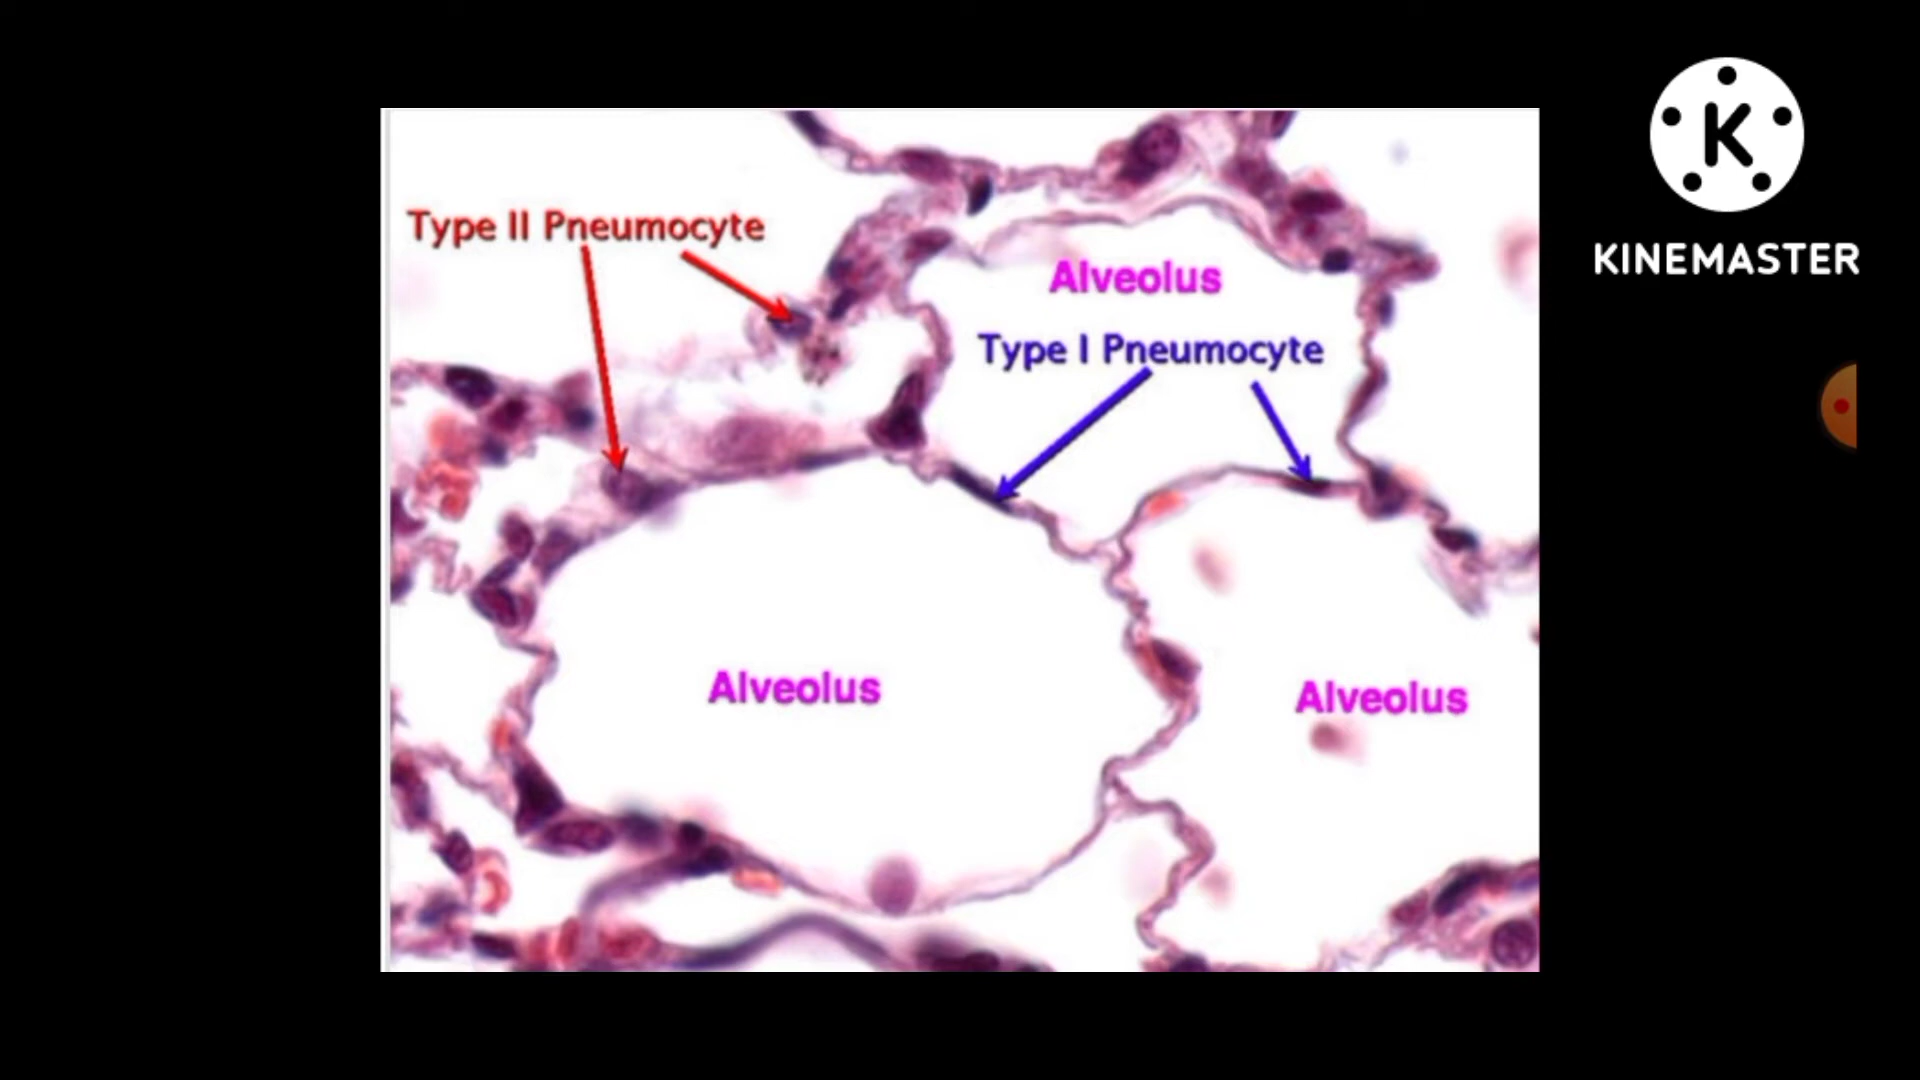 Type II Pneumocyte
Alveolus
Type I Pneumocyte
Alveolus
Alveolus
KINEMASTER